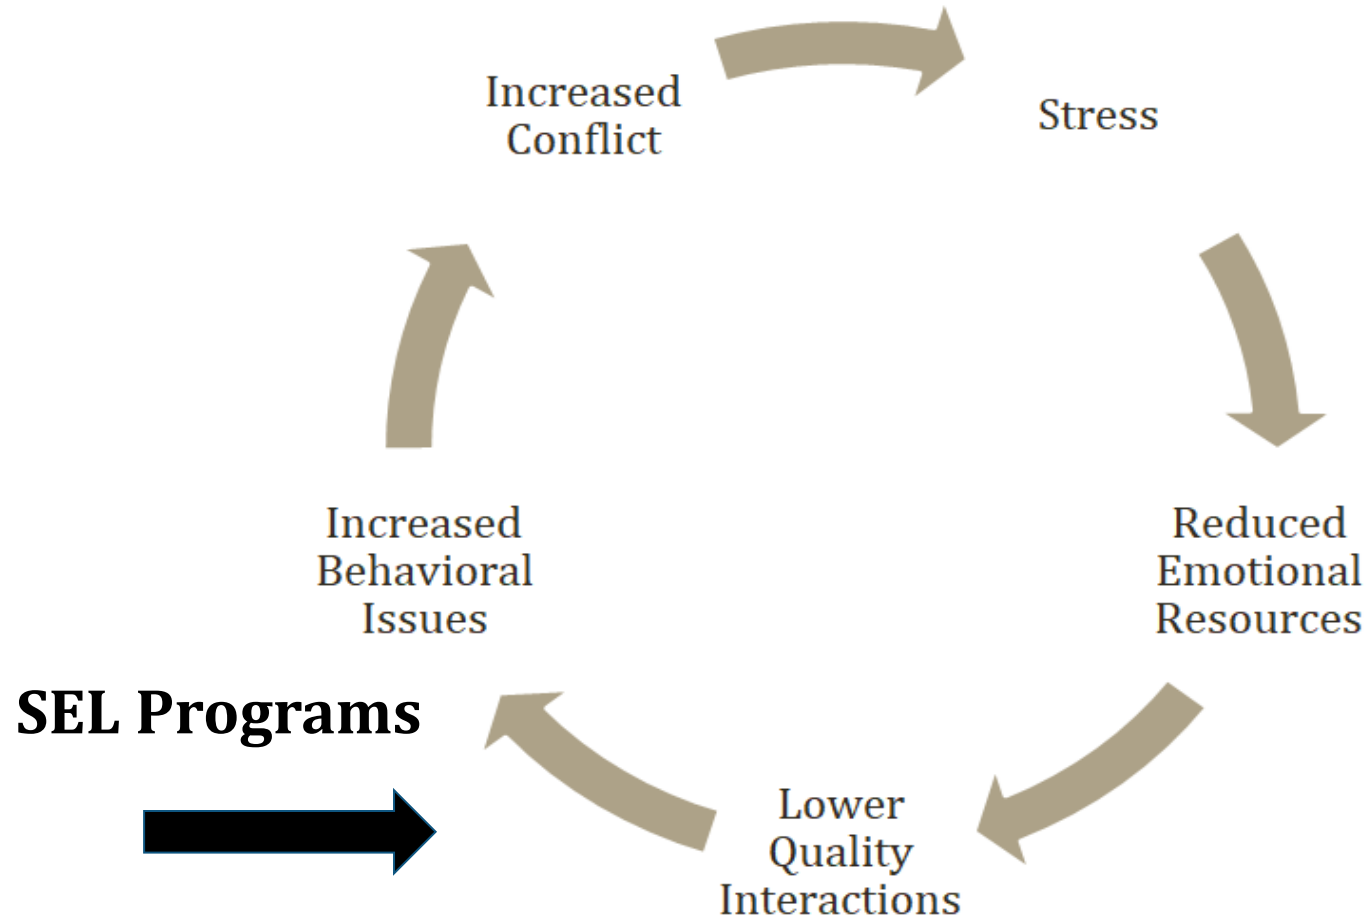 Increased
Conflict
Stress
Reduced
Emotional
Resources
Lower
Quality
Interactions
Increased
Behavioral
Issues
SEL Programs